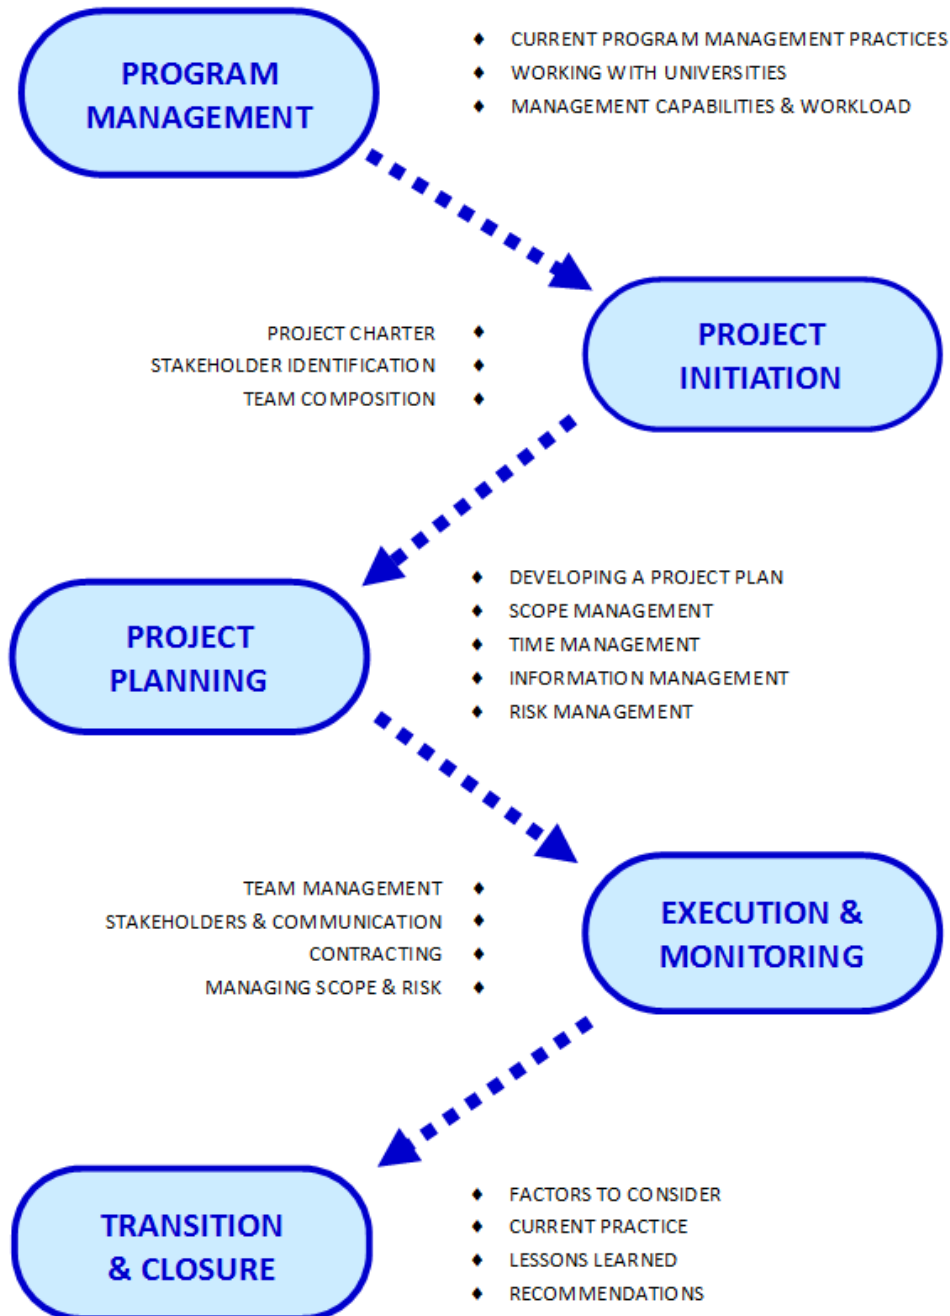 PROGRAM
MANAGEMENT
♦ CURRENT PROGRAM MANAGEMENT PRACTICES
♦ WORKING WITH UNIVERSITIES
♦ MANAGEMENT CAPABILITIES & WORKLOAD
PROJECT
INITIATION
PROJECT CHARTER ♦
STAKEHOLDER IDENTIFICATION ♦
TEAM COMPOSITION ♦
PROJECT
PLANNING
♦ DEVELOPING A PROJECT PLAN
♦ SCOPE MANAGEMENT
♦ TIME MANAGEMENT
♦ INFORMATION MANAGEMENT
♦ RISK MANAGEMENT
EXECUTION &
MONITORING
TEAM MANAGEMENT ♦
STAKEHOLDERS & COMMUNICATION ♦
CONTRACTING ♦
MANAGING SCOPE & RISK ♦
TRANSITION
& CLOSURE
♦ FACTORS TO CONSIDER
♦ CURRENT PRACTICE
♦ LESSONS LEARNED
♦ RECOMMENDATIONS